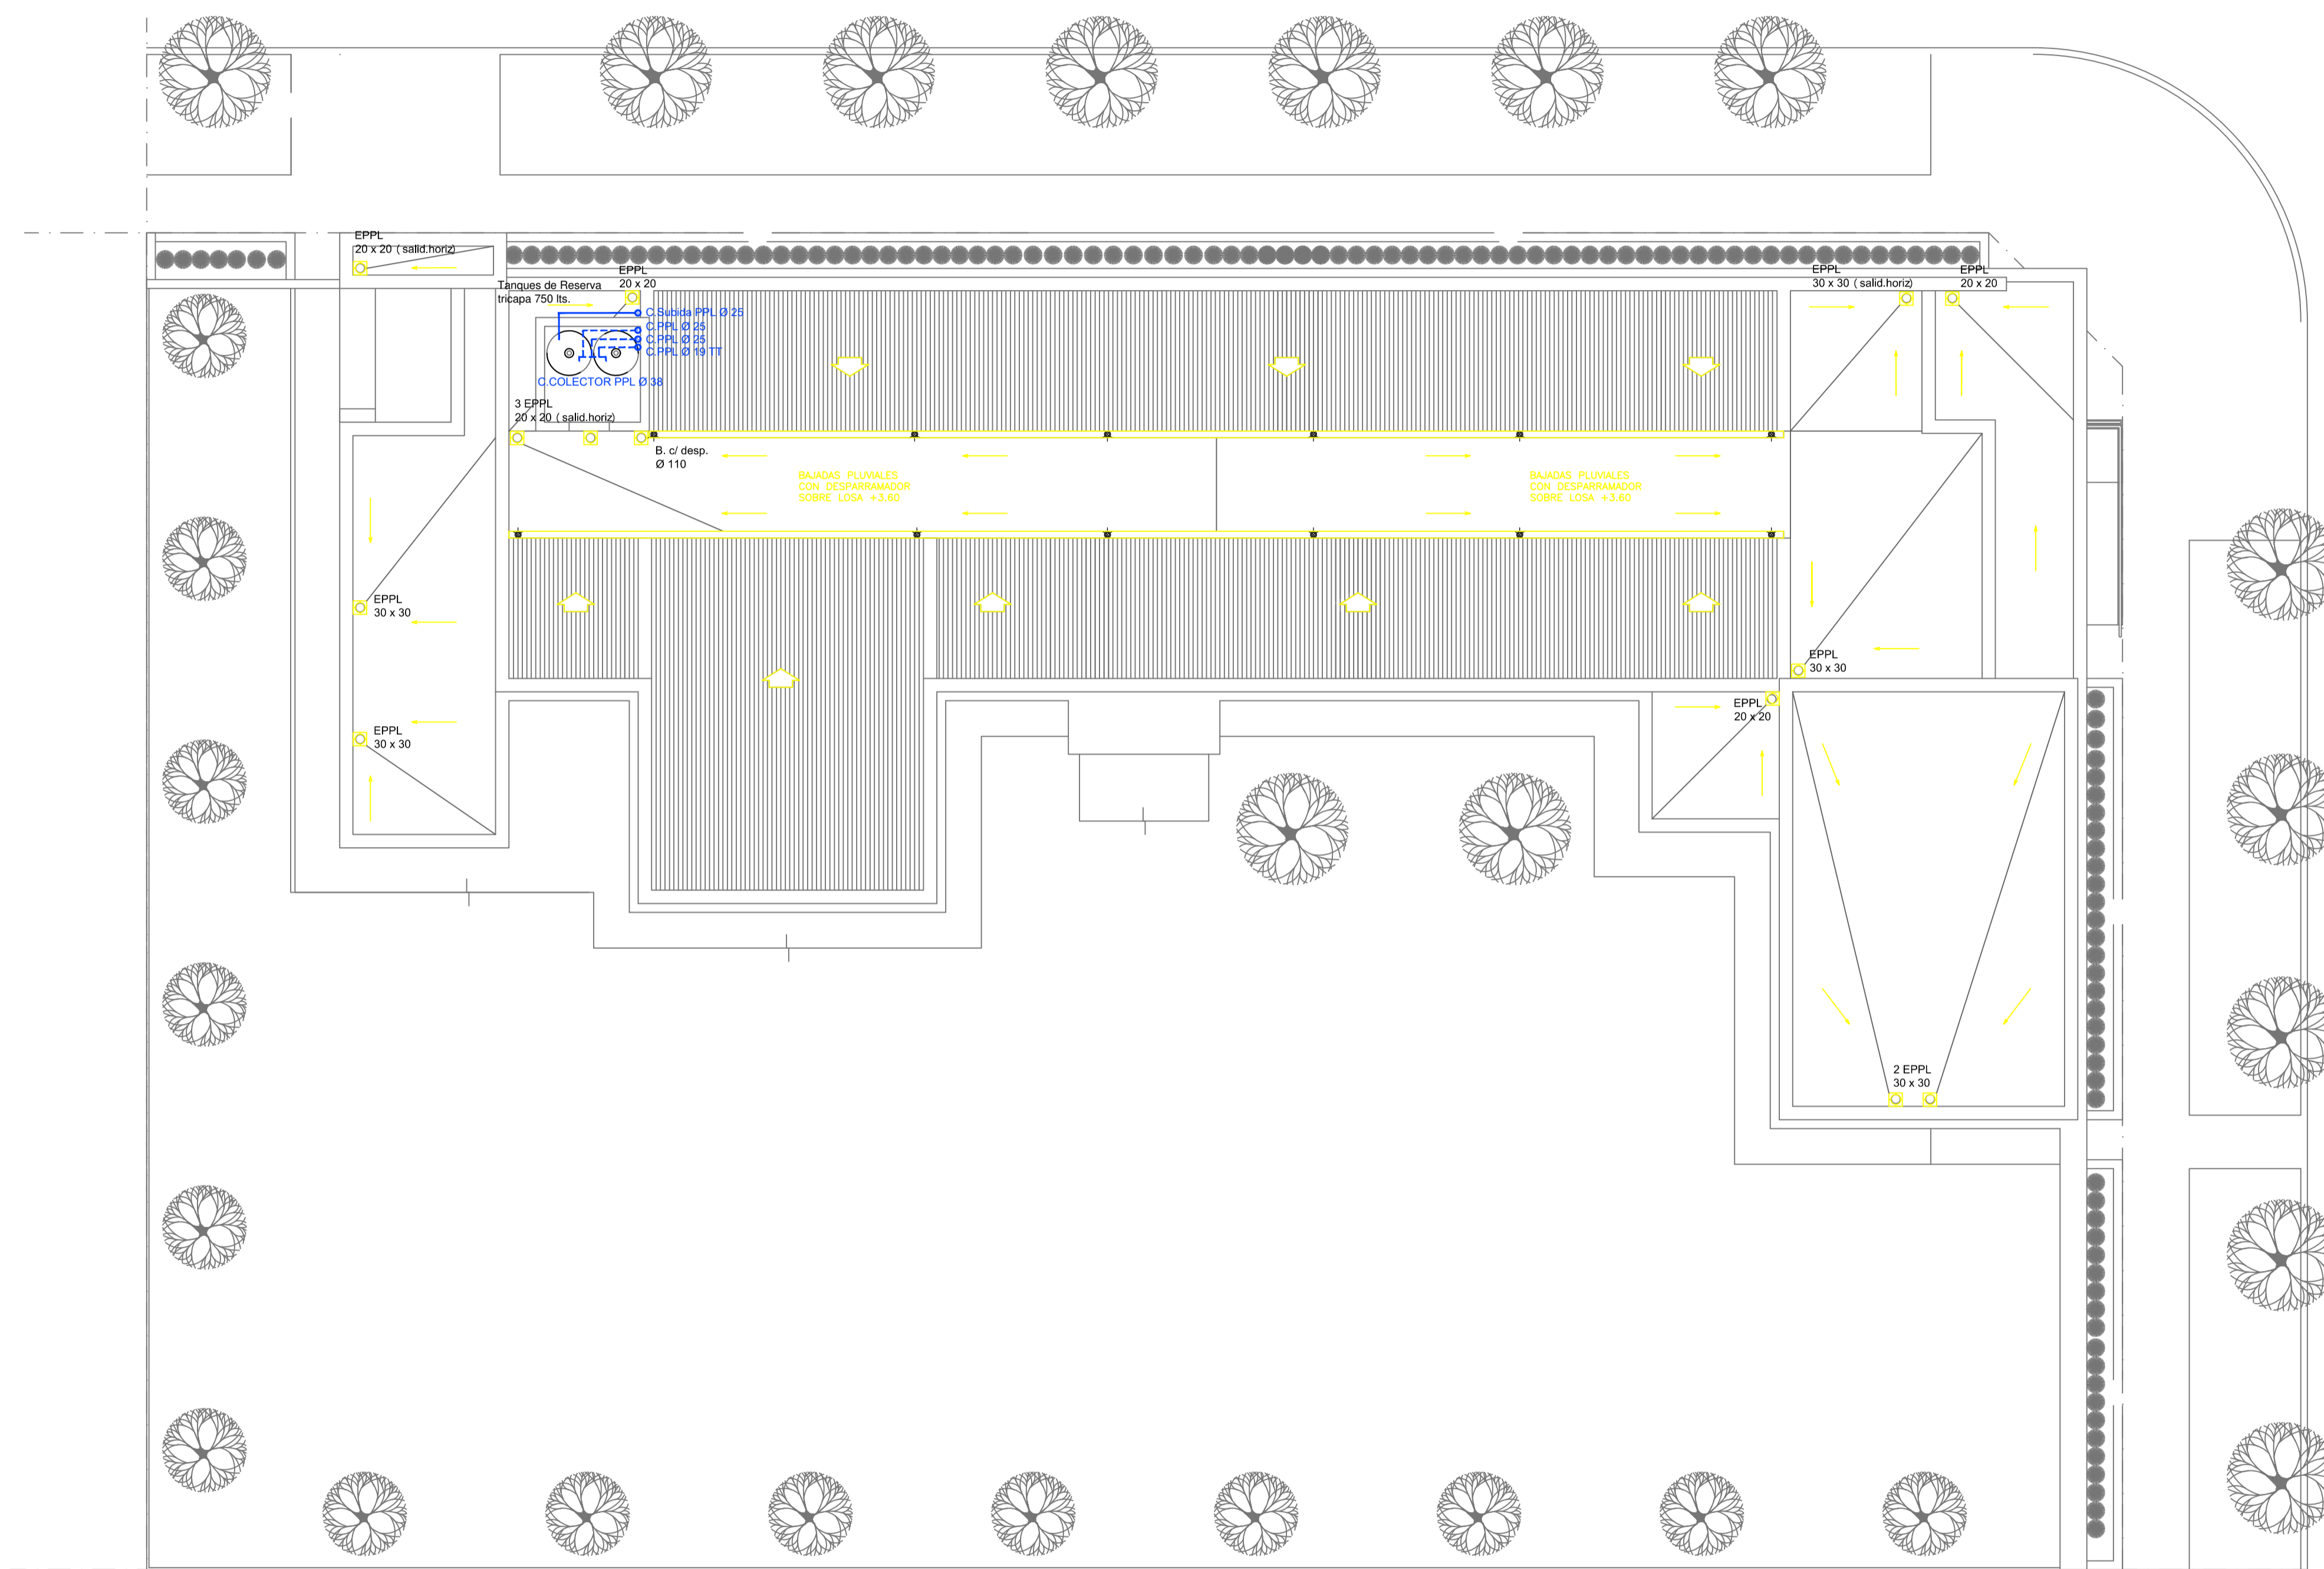 EPPL
20 x 20 ( salid.horiz)
EPPL
20 x 20
Tanques de Reserva
tricapa 750 lts.
C.Subida PPL Ø 25
C.PPL Ø 25
C.PPL Ø 25
C.PPL Ø 19 TT
C.COLECTOR PPL Ø 38
3 EPPL
20 x 20 ( salid.horiz)
B. c/ desp.
Ø 110
BAJADAS PLUVIALES
CON DESPARRAMADOR
SOBRE LOSA +3.60
BAJADAS PLUVIALES
CON DESPARRAMADOR
SOBRE LOSA +3.60
EPPL
30 x 30 ( salid.horiz)
EPPL
20 x 20
EPPL
30 x 30
EPPL
30 x 30
EPPL
30 x 30
EPPL
20 x 20
2 EPPL
30 x 30